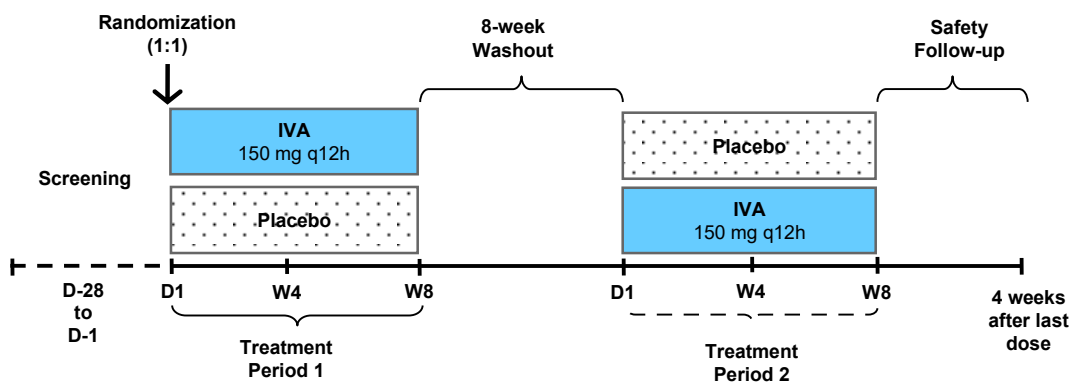 Randomization
(1:1)
8-week
Washout
Safety
Follow-up
IVA
150 mg q12h
Placebo
Screening
Placebo
IVA
150 mg q12h
D-28
to
D-1
D1
W4
W8
D1
W4
W8
4 weeks
after last
dose
Treatment
Period 1
Treatment
Period 2